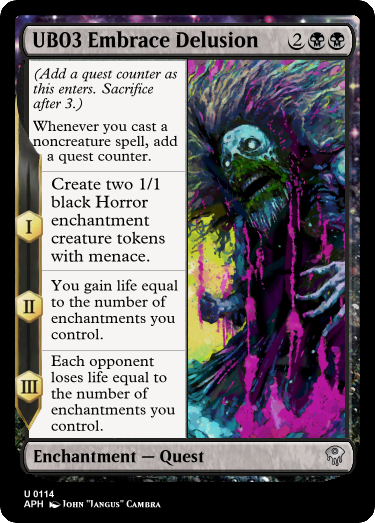 UB03 Embrace Delusion 2
(Add a quest counter as
this enters. Sacrifice
after 3.)
Whenever you cast a
noncreature spell, add
a quest counter.
I
Create two 1/1
black Horror
enchantment
creature tokens
with menace.
II
You gain life equal
to the number of
enchantments you
control.
III
Each opponent
loses life equal to
the number of
enchantments you
control.
Enchantment — Quest
U 0114
APH John "Jangus" Cambra